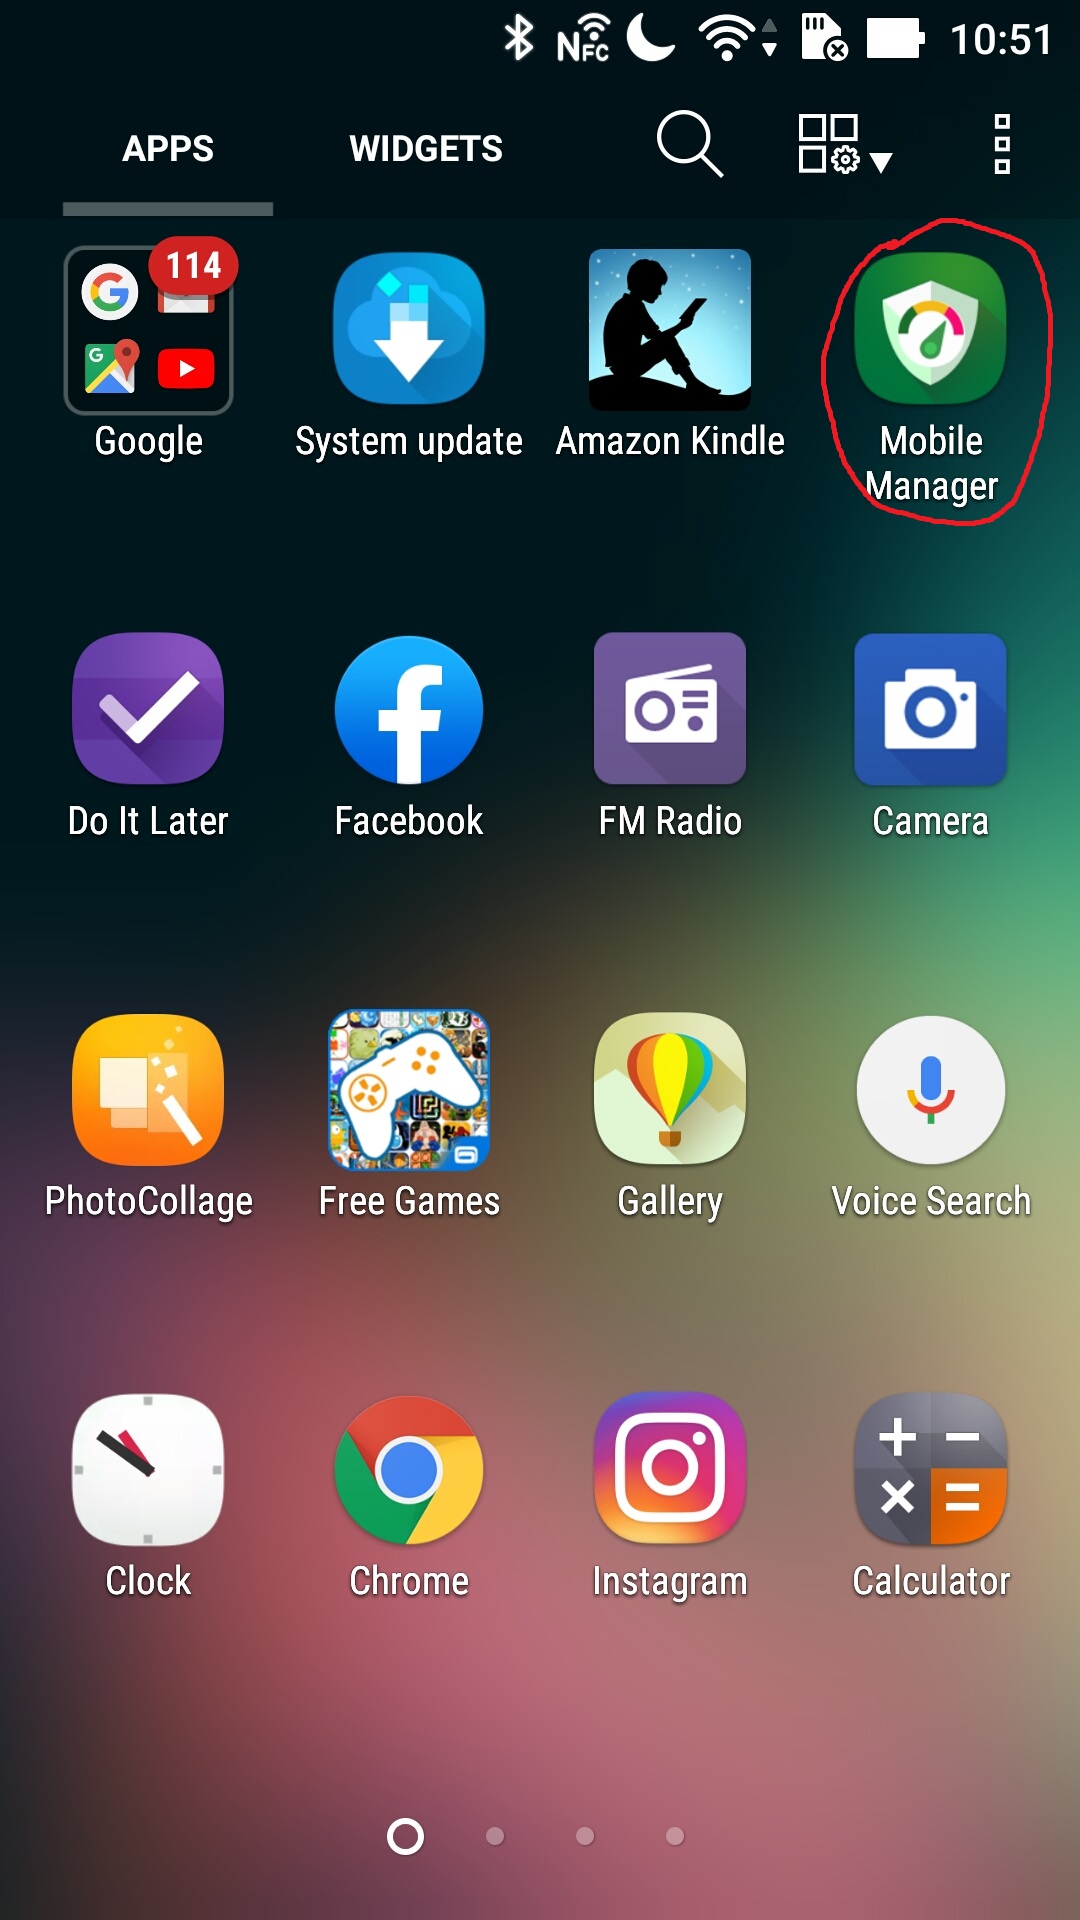 NFC 10:51
APPS WIDGETS
114
Google System update Amazon Kindle Mobile
Manager
Do It Later Facebook FM Radio Camera
PhotoCollage Free Games Gallery Voice Search
Clock Chrome Instagram Calculator